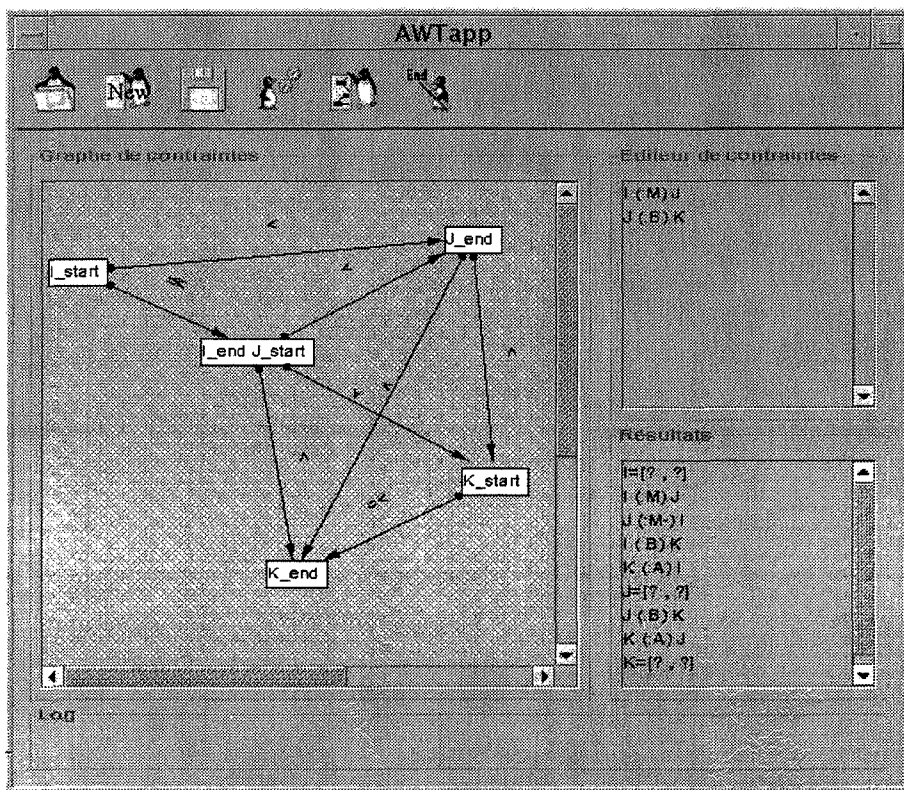 AWTapp
New
End
Graphe de contraintes
Editeur de contraintes
I (M) J
J (B) K
<
J_end
<
I_start
I_end J_start
<
<
<
K_start
<
K_end
Résultats
I=[? , ?]
I (M) J
J (M-) I
I (B) K
K (A) I
J=[? , ?]
J (B) K
K (A) J
K=[? , ?]
Log